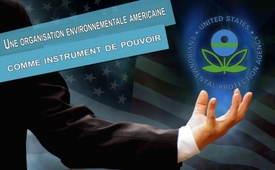 Une organisation environnementale américaine
comme instrument de pouvoir
UNITED STATES
ENVIRONMENTAL PROTECTION AGENCY